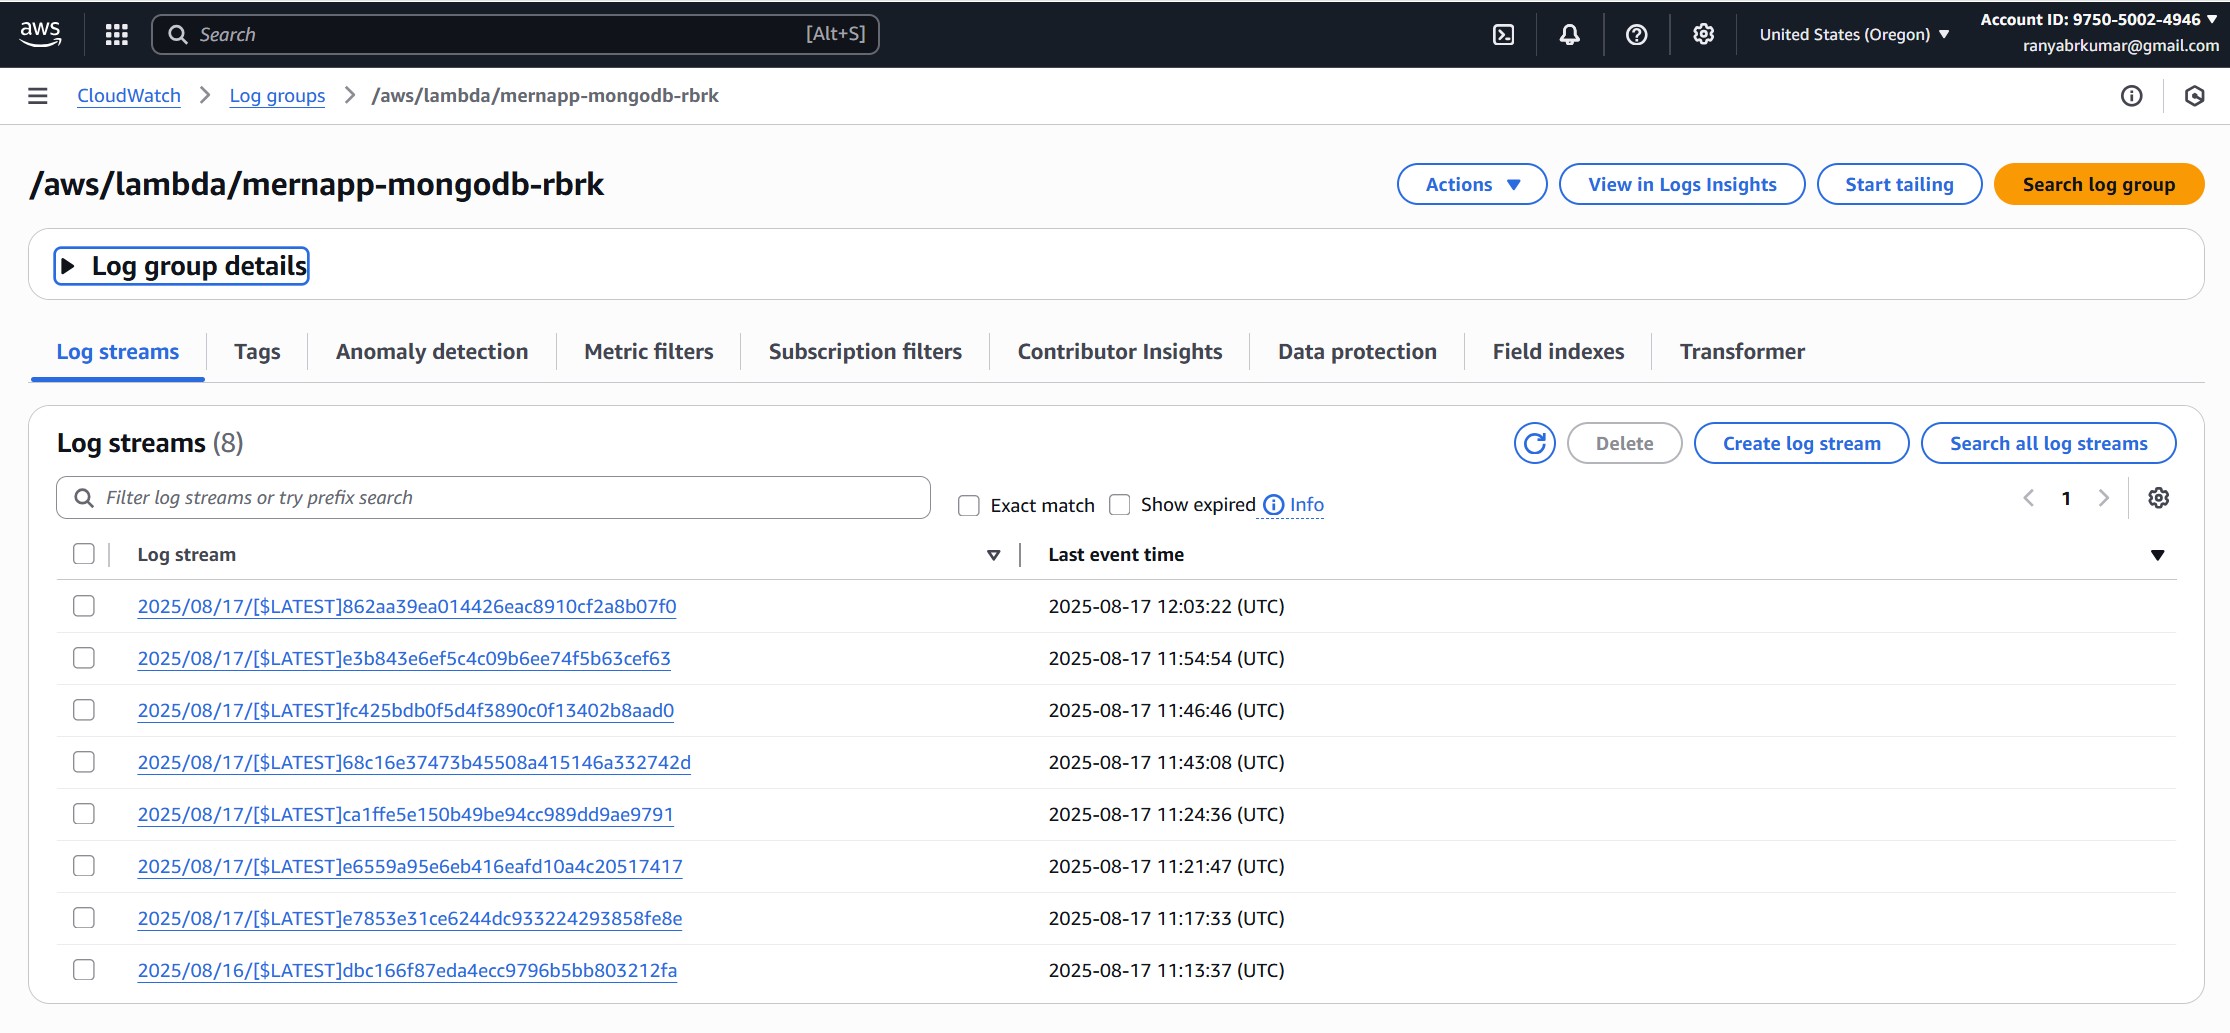 aws Search [Alt+S] United States (Oregon) Account ID: 9750-5002-4946
ranyabrkumar@gmail.com
CloudWatch Log groups /aws/lambda/mernapp-mongodb-rbrk
/aws/lambda/mernapp-mongodb-rbrk Actions View in Logs Insights Start tailing Search log group
Log group details
Log streams Tags Anomaly detection Metric filters Subscription filters Contributor Insights Data protection Field indexes Transformer
Log streams (8) Delete Create log stream Search all log streams
Filter log streams or try prefix search Exact match Show expired Info 1
Log stream Last event time
2025/08/17/[$LATEST]862aa39ea014426eac8910cf2a8b07f0 2025-08-17 12:03:22 (UTC)
2025/08/17/[$LATEST]e3b843e6ef5c4c09b6ee74f5b63cef63 2025-08-17 11:54:54 (UTC)
2025/08/17/[$LATEST]fc425bdb0f5d4f3890c0f13402b8aad0 2025-08-17 11:46:46 (UTC)
2025/08/17/[$LATEST]68c16e37473b45508a415146a332742d 2025-08-17 11:43:08 (UTC)
2025/08/17/[$LATEST]ca1ffe5e150b49be94cc989dd9ae9791 2025-08-17 11:24:36 (UTC)
2025/08/17/[$LATEST]e6559a95e6eb416eafd10a4c20517417 2025-08-17 11:21:47 (UTC)
2025/08/17/[$LATEST]e7853e31ce6244dc933224293858fe8e 2025-08-17 11:17:33 (UTC)
2025/08/16/[$LATEST]dbc166f87eda4ecc9796b5bb803212fa 2025-08-17 11:13:37 (UTC)